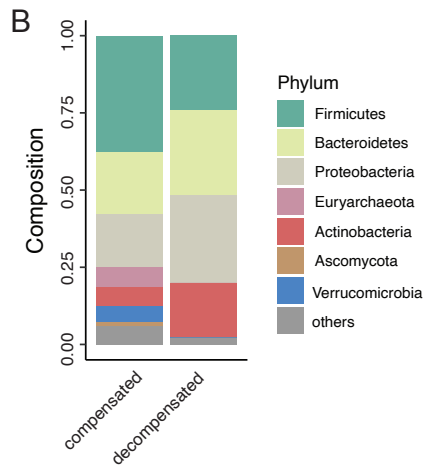 B
Composition
1.00
0.75
0.50
0.25
0.00
compensated
decompensated
Phylum
Firmicutes
Bacteroidetes
Proteobacteria
Euryarchaeota
Actinobacteria
Ascomycota
Verrucomicrobia
others